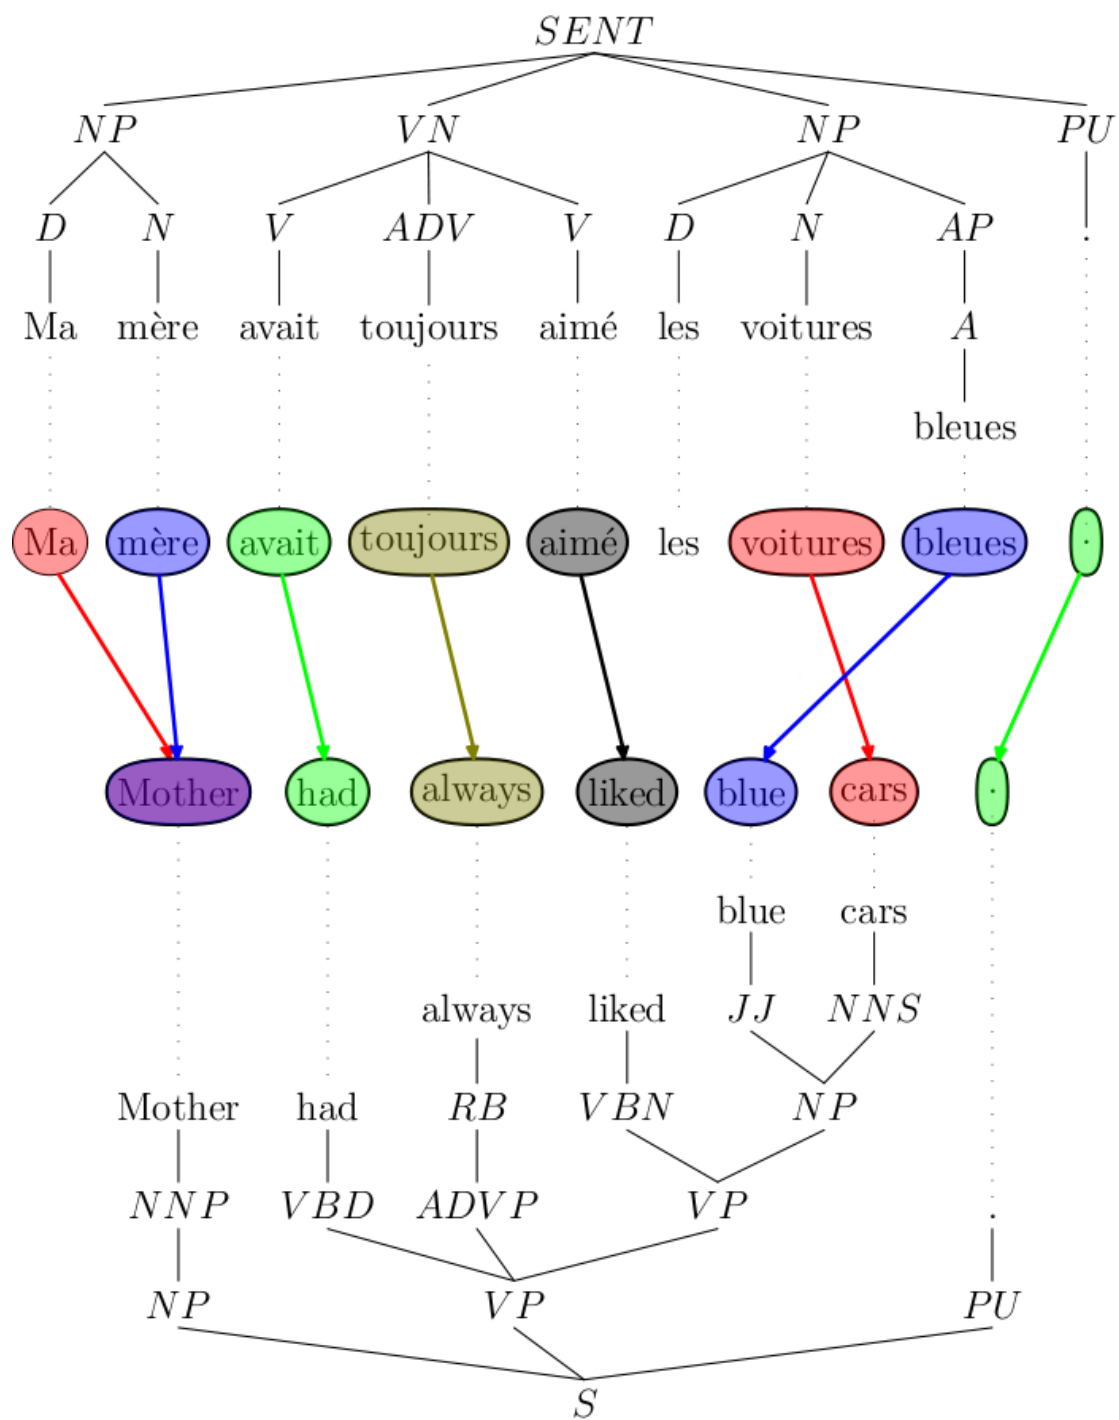 SENT
NP VN NP PU
D N V ADV V D N AP .
Ma mère avait toujours aimé les voitures A
bleues
Ma mère avait toujours aimé les voitures bleues .
Mother had always liked blue cars .
blue cars
always liked JJ NNS
Mother had RB VBN NP
NNP VBD ADVP VP .
NP VP PU
S